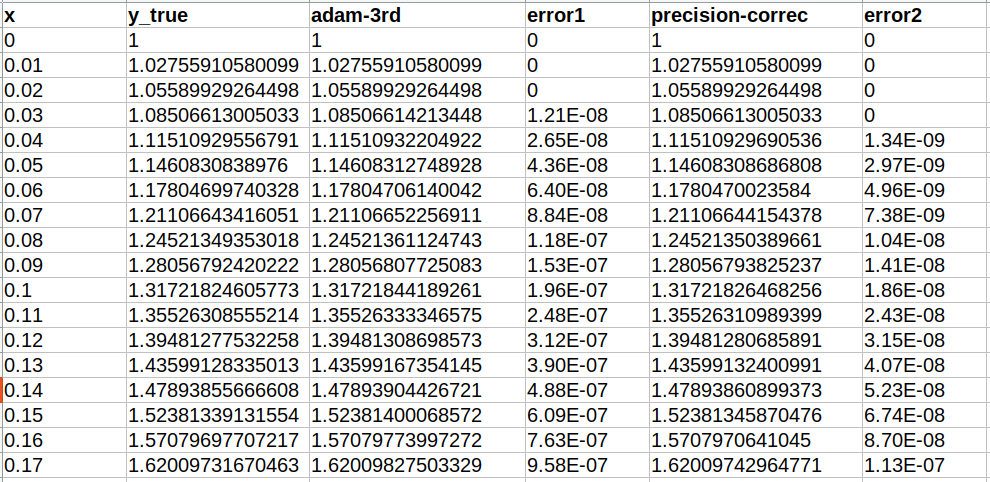 x y_true adam-3rd error1 precision-correc error2
0 1 1 0 1 0
0.01 1.02755910580099 1.02755910580099 0 1.02755910580099 0
0.02 1.05589929264498 1.05589929264498 0 1.05589929264498 0
0.03 1.08506613005033 1.08506614213448 1.21E-08 1.08506613005033 0
0.04 1.11510929556791 1.11510932204922 2.65E-08 1.11510929690536 1.34E-09
0.05 1.1460830838976 1.14608312748928 4.36E-08 1.14608308686808 2.97E-09
0.06 1.17804699740328 1.17804706140042 6.40E-08 1.1780470023584 4.96E-09
0.07 1.21106643416051 1.21106652256911 8.84E-08 1.21106644154378 7.38E-09
0.08 1.24521349353018 1.24521361124743 1.18E-07 1.24521350389661 1.04E-08
0.09 1.28056792420222 1.28056807725083 1.53E-07 1.28056793825237 1.41E-08
0.1 1.31721824605773 1.31721844189261 1.96E-07 1.31721826468256 1.86E-08
0.11 1.35526308555214 1.35526333346575 2.48E-07 1.35526310989399 2.43E-08
0.12 1.39481277532258 1.39481308698573 3.12E-07 1.39481280685891 3.15E-08
0.13 1.43599128335013 1.43599167354145 3.90E-07 1.43599132400991 4.07E-08
0.14 1.47893855666608 1.47893904426721 4.88E-07 1.47893860899373 5.23E-08
0.15 1.52381339131554 1.52381400068572 6.09E-07 1.52381345870476 6.74E-08
0.16 1.57079697707217 1.57079773997272 7.63E-07 1.5707970641045 8.70E-08
0.17 1.62009731670463 1.62009827503329 9.58E-07 1.62009742964771 1.13E-07